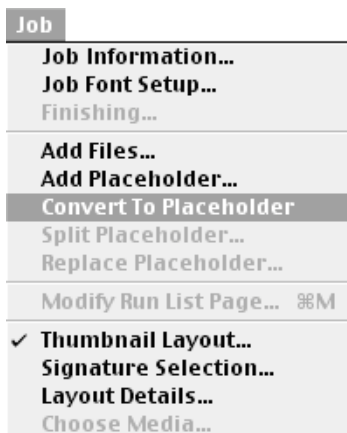 Job
Job Information...
Job Font Setup...
Finishing...
Add Files...
Add Placeholder...
Convert To Placeholder
Split Placeholder...
Replace Placeholder...
Modify Run List Page... ⌘M
✓ Thumbnail Layout...
Signature Selection...
Layout Details...
Choose Media...